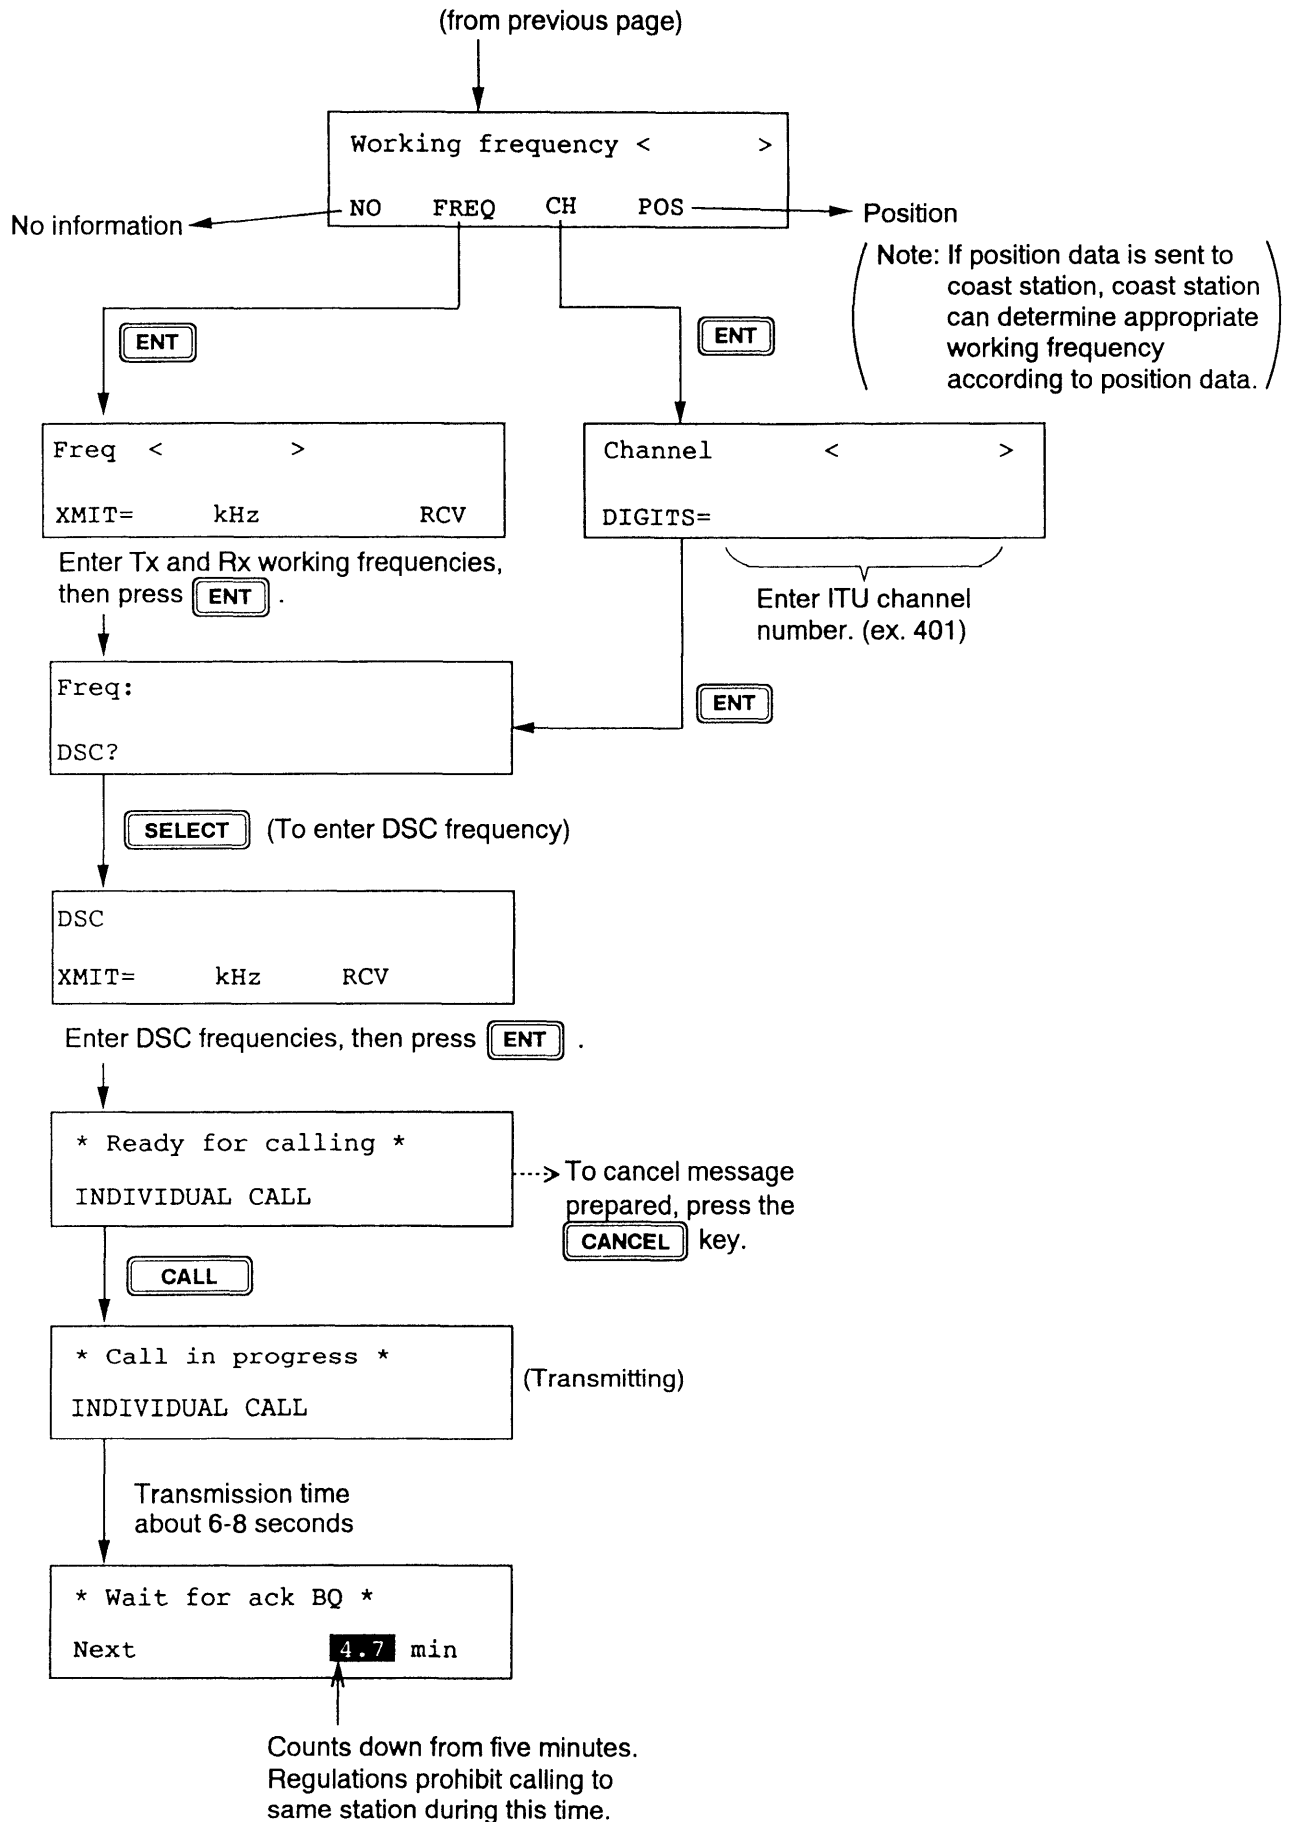 (from previous page)
Working frequency < >
NO FREQ CH POS
No information
Position
Note: If position data is sent to
coast station, coast station
can determine appropriate
working frequency
according to position data.
ENT
ENT
Freq < >
XMIT= kHz RCV
Channel < >
DIGITS=
Enter Tx and Rx working frequencies,
then press ENT .
Enter ITU channel
number. (ex. 401)
ENT
Freq:
DSC?
SELECT (To enter DSC frequency)
DSC
XMIT= kHz RCV
Enter DSC frequencies, then press ENT .
* Ready for calling *
INDIVIDUAL CALL
To cancel message
prepared, press the
CANCEL key.
CALL
* Call in progress *
INDIVIDUAL CALL
(Transmitting)
Transmission time
about 6-8 seconds
* Wait for ack BQ *
Next 4.7 min
Counts down from five minutes.
Regulations prohibit calling to
same station during this time.